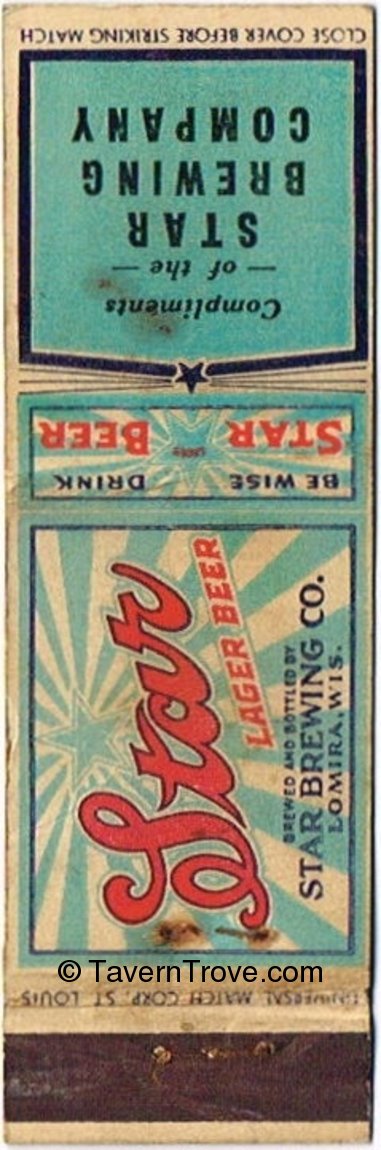 CLOSE COVER BEFORE STRIKING MATCH
Compliments
— of the —
STAR
BREWING
COMPANY
BE WISE DRINK
STAR LAGER BEER
Star
LAGER BEER
BREWED AND BOTTLED BY
STAR BREWING CO.
LOMIRA, WIS.
© TavernTrove.com
UNIVERSAL MATCH CORP., ST. LOUIS